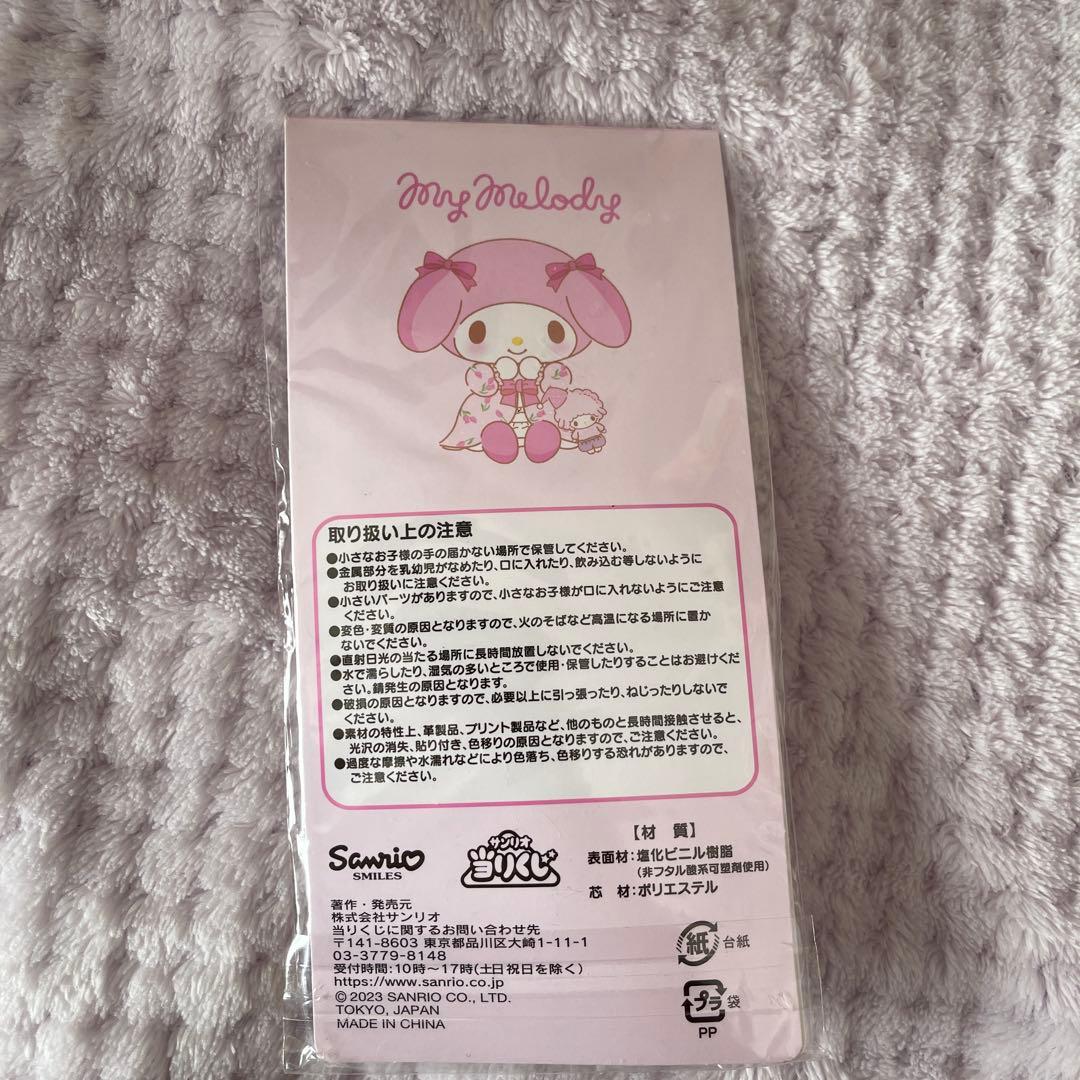 My Melody
取り扱い上の注意
●小さなお子様の手の届かない場所で保管してください。
●金属部分を乳幼児がなめたり、口に入れたり、飲み込む等しないように
お取り扱いに注意ください。
●小さいパーツがありますので、小さなお子様が口に入れないようにご注意
ください。
●変色・変質の原因となりますので、火のそばなど高温になる場所に置か
ないでください。
●直射日光の当たる場所に長時間放置しないでください。
●水で濡らしたり、湿気の多いところで使用・保管したりすることはお避けくだ
さい。錆発生の原因となります。
●破損の原因となりますので、必要以上に引っ張ったり、ねじったりしないで
ください。
●素材の特性上、革製品、プリント製品など、他のものと長時間接触させると、
光沢の消失、貼り付き、色移りの原因となりますので、ご注意ください。
●過度な摩擦や水濡れなどにより色落ち、色移りする恐れがありますので、
ご注意ください。
Sanrio
SMILES
サンリオ
当りくじ
【材 質】
表面材:塩化ビニル樹脂
(非フタル酸系可塑剤使用)
芯 材:ポリエステル
著作・発売元
株式会社サンリオ
当りくじに関するお問い合わせ先
〒141-8603 東京都品川区大崎1-11-1
03-3779-8148
受付時間:10時～17時(土日祝日を除く)
https://www.sanrio.co.jp
© 2023 SANRIO CO., LTD.
TOKYO, JAPAN
MADE IN CHINA
紙 台紙
プラ 袋
PP